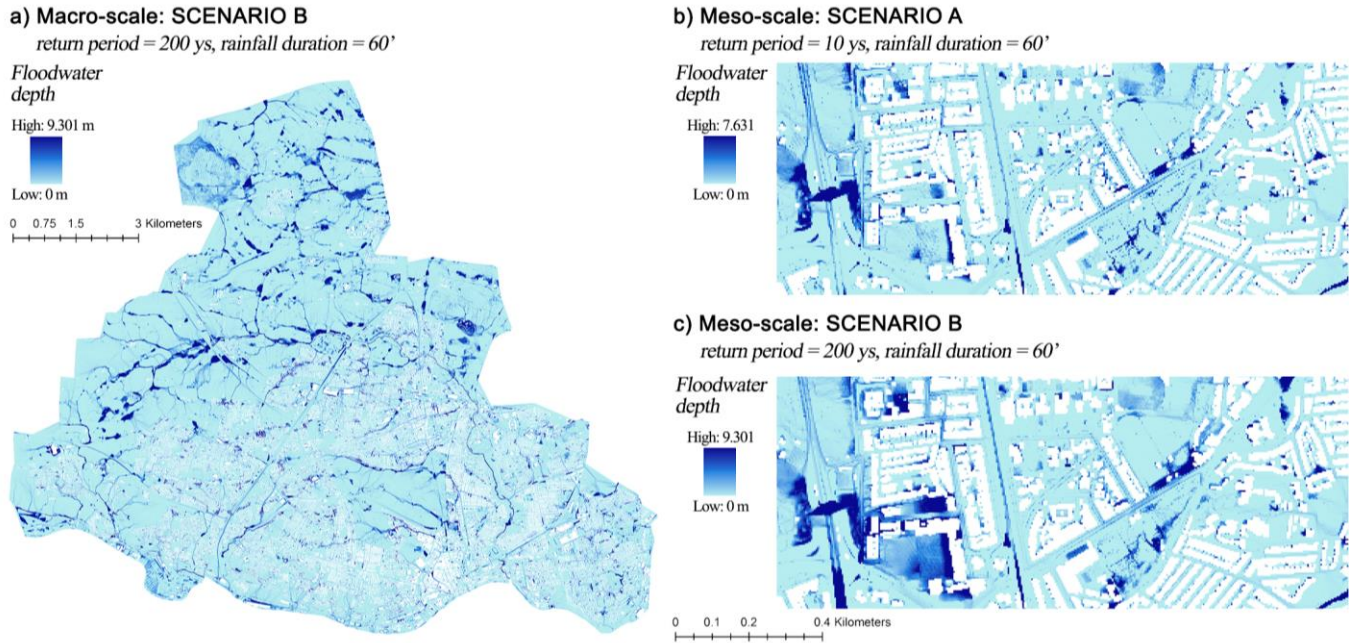 a) Macro-scale: SCENARIO B
return period = 200 ys, rainfall duration = 60’
Floodwater
depth
High: 9.301 m
Low: 0 m
0 0.75 1.5 3 Kilometers
b) Meso-scale: SCENARIO A
return period = 10 ys, rainfall duration = 60’
Floodwater
depth
High: 7.631
Low: 0 m
c) Meso-scale: SCENARIO B
return period = 200 ys, rainfall duration = 60’
Floodwater
depth
High: 9.301
Low: 0 m
0 0.1 0.2 0.4 Kilometers